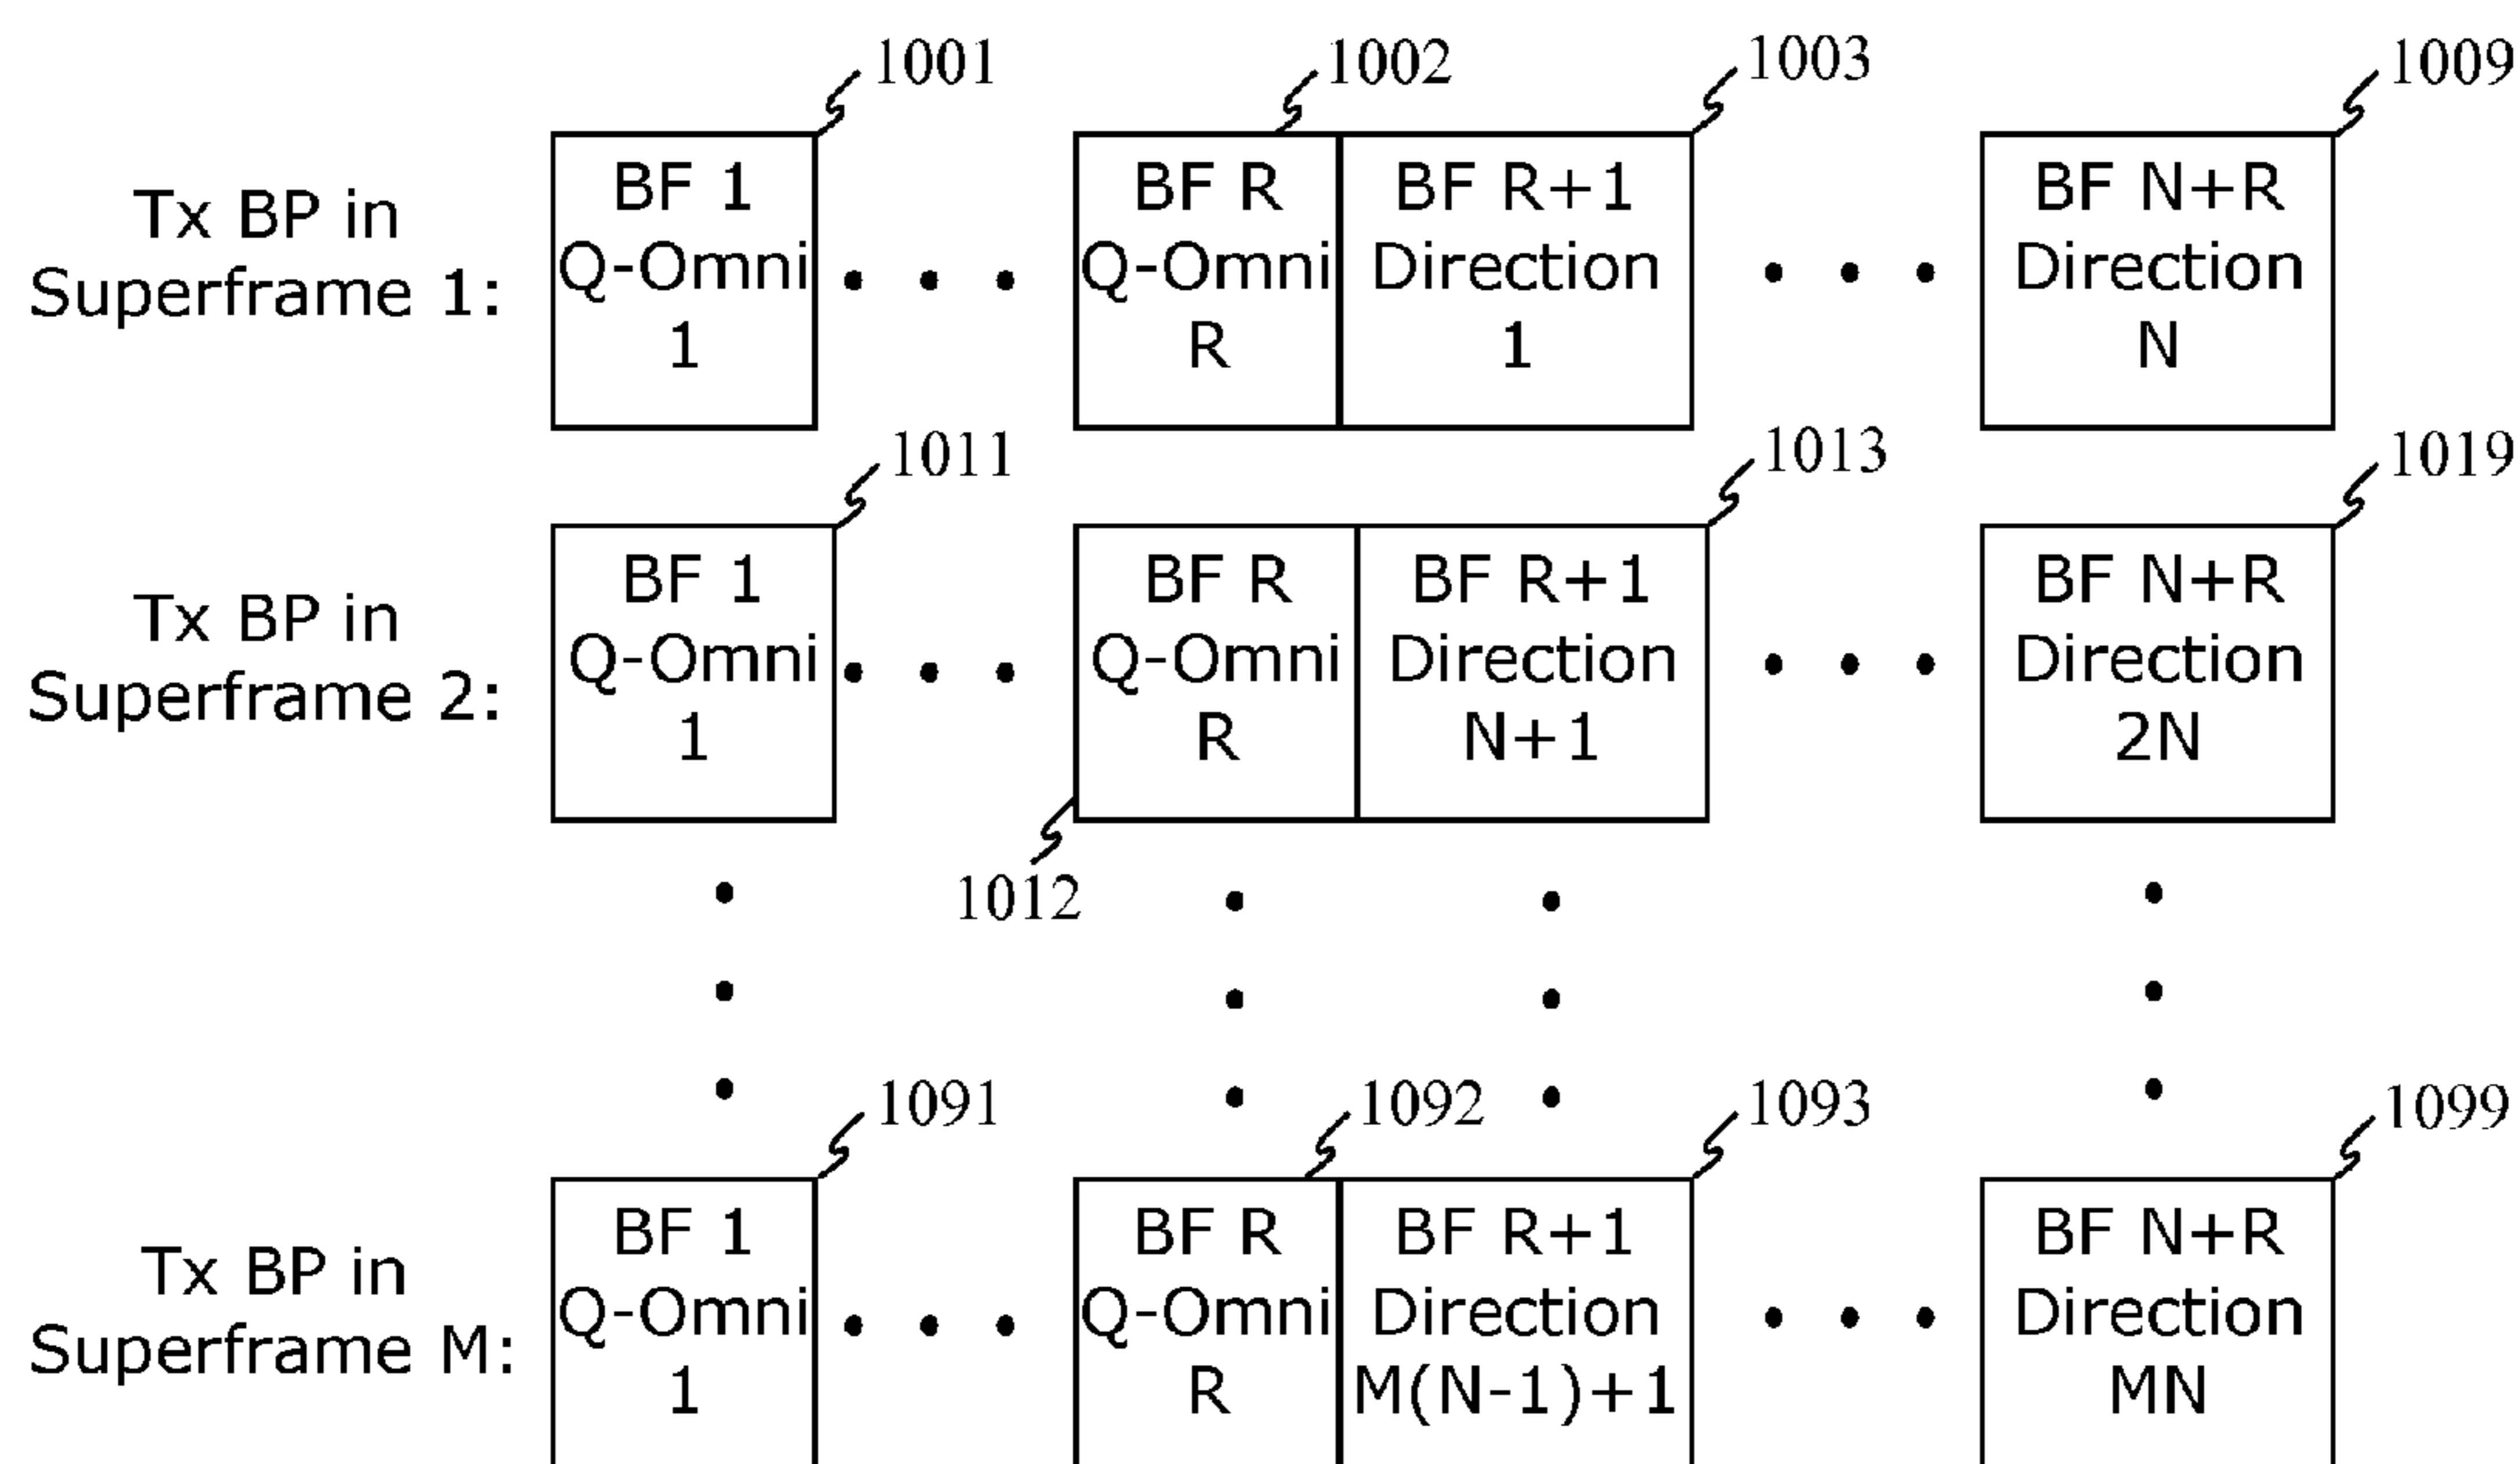 1001
1002
1003
1009
Tx BP in
Superframe 1:
BF 1
Q-Omni
1
BF R
Q-Omni
R
BF R+1
Direction
1
BF N+R
Direction
N
1011
1013
1019
Tx BP in
Superframe 2:
BF 1
Q-Omni
1
BF R
Q-Omni
R
BF R+1
Direction
N+1
BF N+R
Direction
2N
1012
1091
1092
1093
1099
Tx BP in
Superframe M:
BF 1
Q-Omni
1
BF R
Q-Omni
R
BF R+1
Direction
M(N-1)+1
BF N+R
Direction
MN